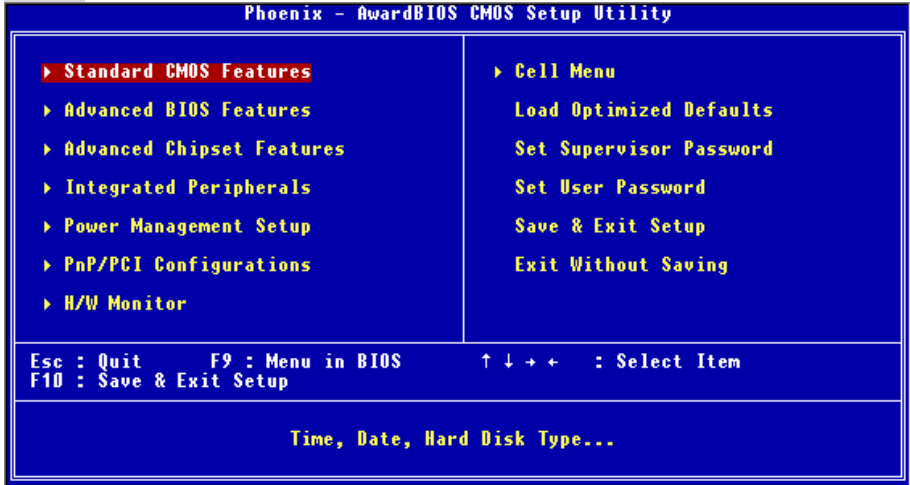 Phoenix - AwardBIOS CMOS Setup Utility
▸ Standard CMOS Features
▸ Advanced BIOS Features
▸ Advanced Chipset Features
▸ Integrated Peripherals
▸ Power Management Setup
▸ PnP/PCI Configurations
▸ H/W Monitor
▸ Cell Menu
Load Optimized Defaults
Set Supervisor Password
Set User Password
Save & Exit Setup
Exit Without Saving
Esc : Quit F9 : Menu in BIOS ↑ ↓ → ← : Select Item
F10 : Save & Exit Setup
Time, Date, Hard Disk Type...